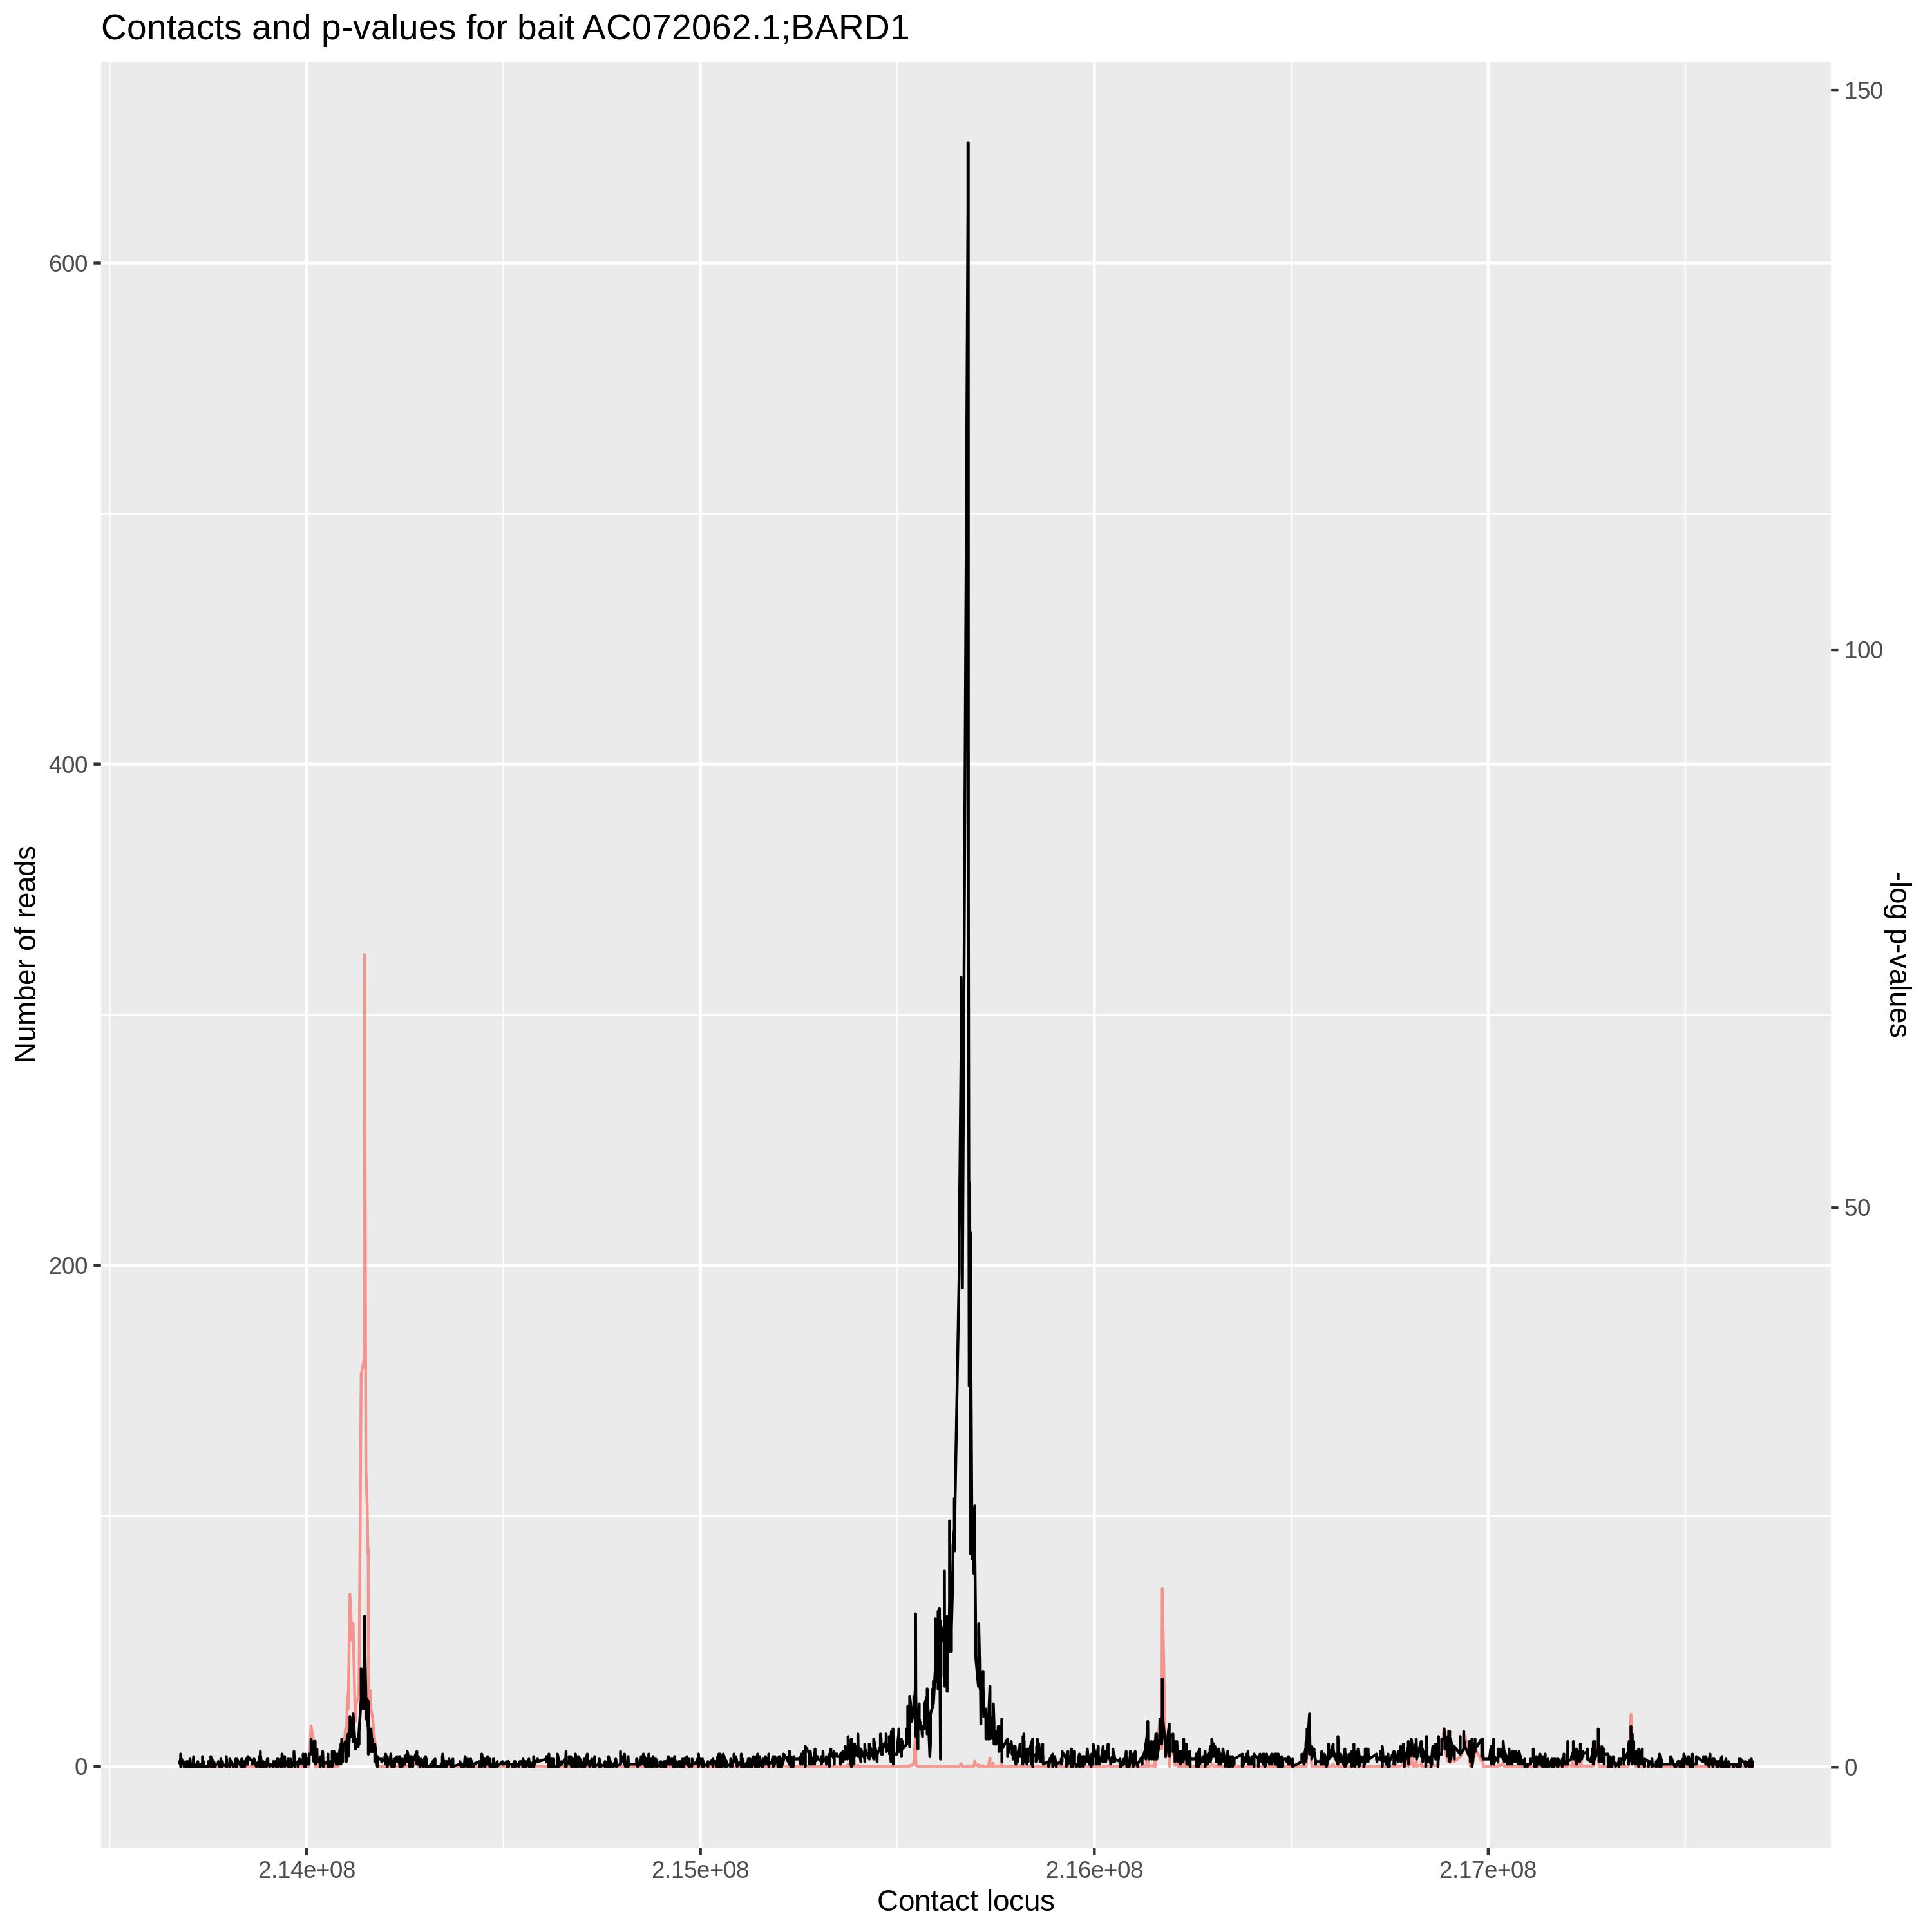 Contacts and p-values for bait AC072062.1;BARD1
150
600
100
400
Number of reads
-log p-values
50
200
0
0
2.14e+08
2.15e+08
2.16e+08
2.17e+08
Contact locus